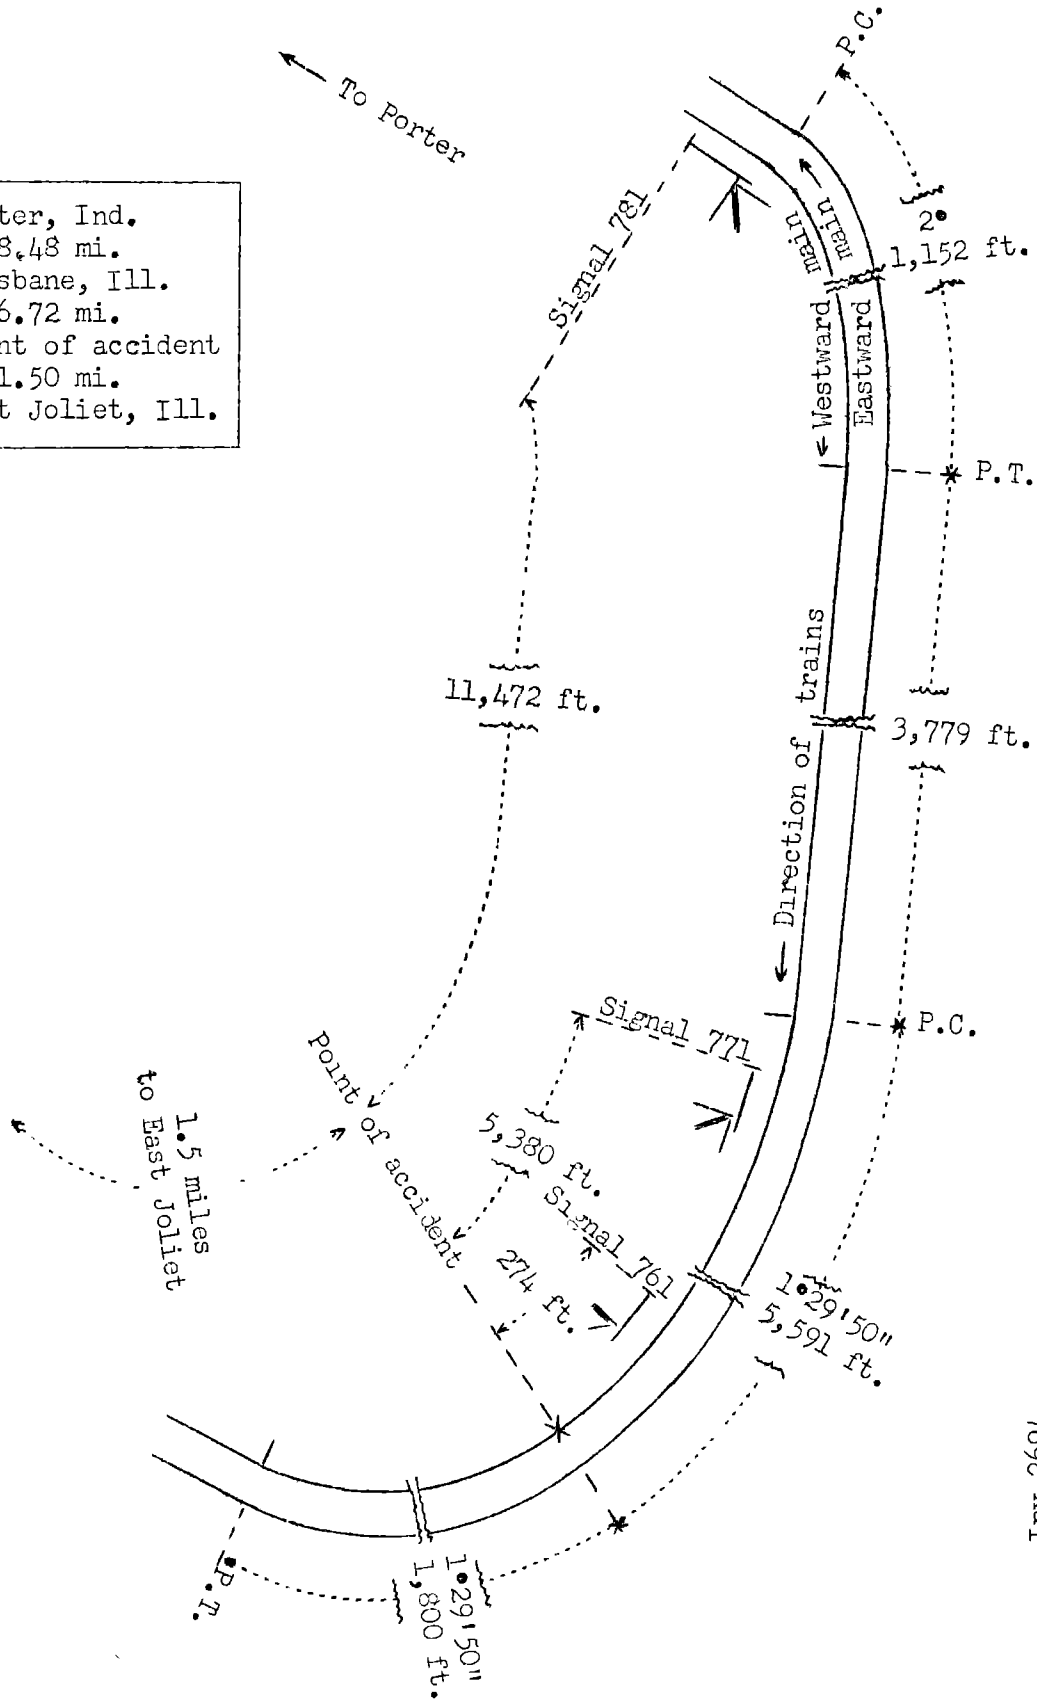 P.C.
To Porter
ter, Ind.
8.48 mi.
sbane, Ill.
6.72 mi.
nt of accident
1.50 mi.
t Joliet, Ill.
Signal 781
main
main
2°
1,152 ft.
Westward
Eastward
P.T.
11,472 ft.
Direction of trains
3,779 ft.
Signal 771
P.C.
Point of accident
1.5 miles
to East Joliet
5,380 ft.
Signal 761
274 ft.
1°29'50"
5,591 ft.
1°29'50"
1,800 ft.
P.T.